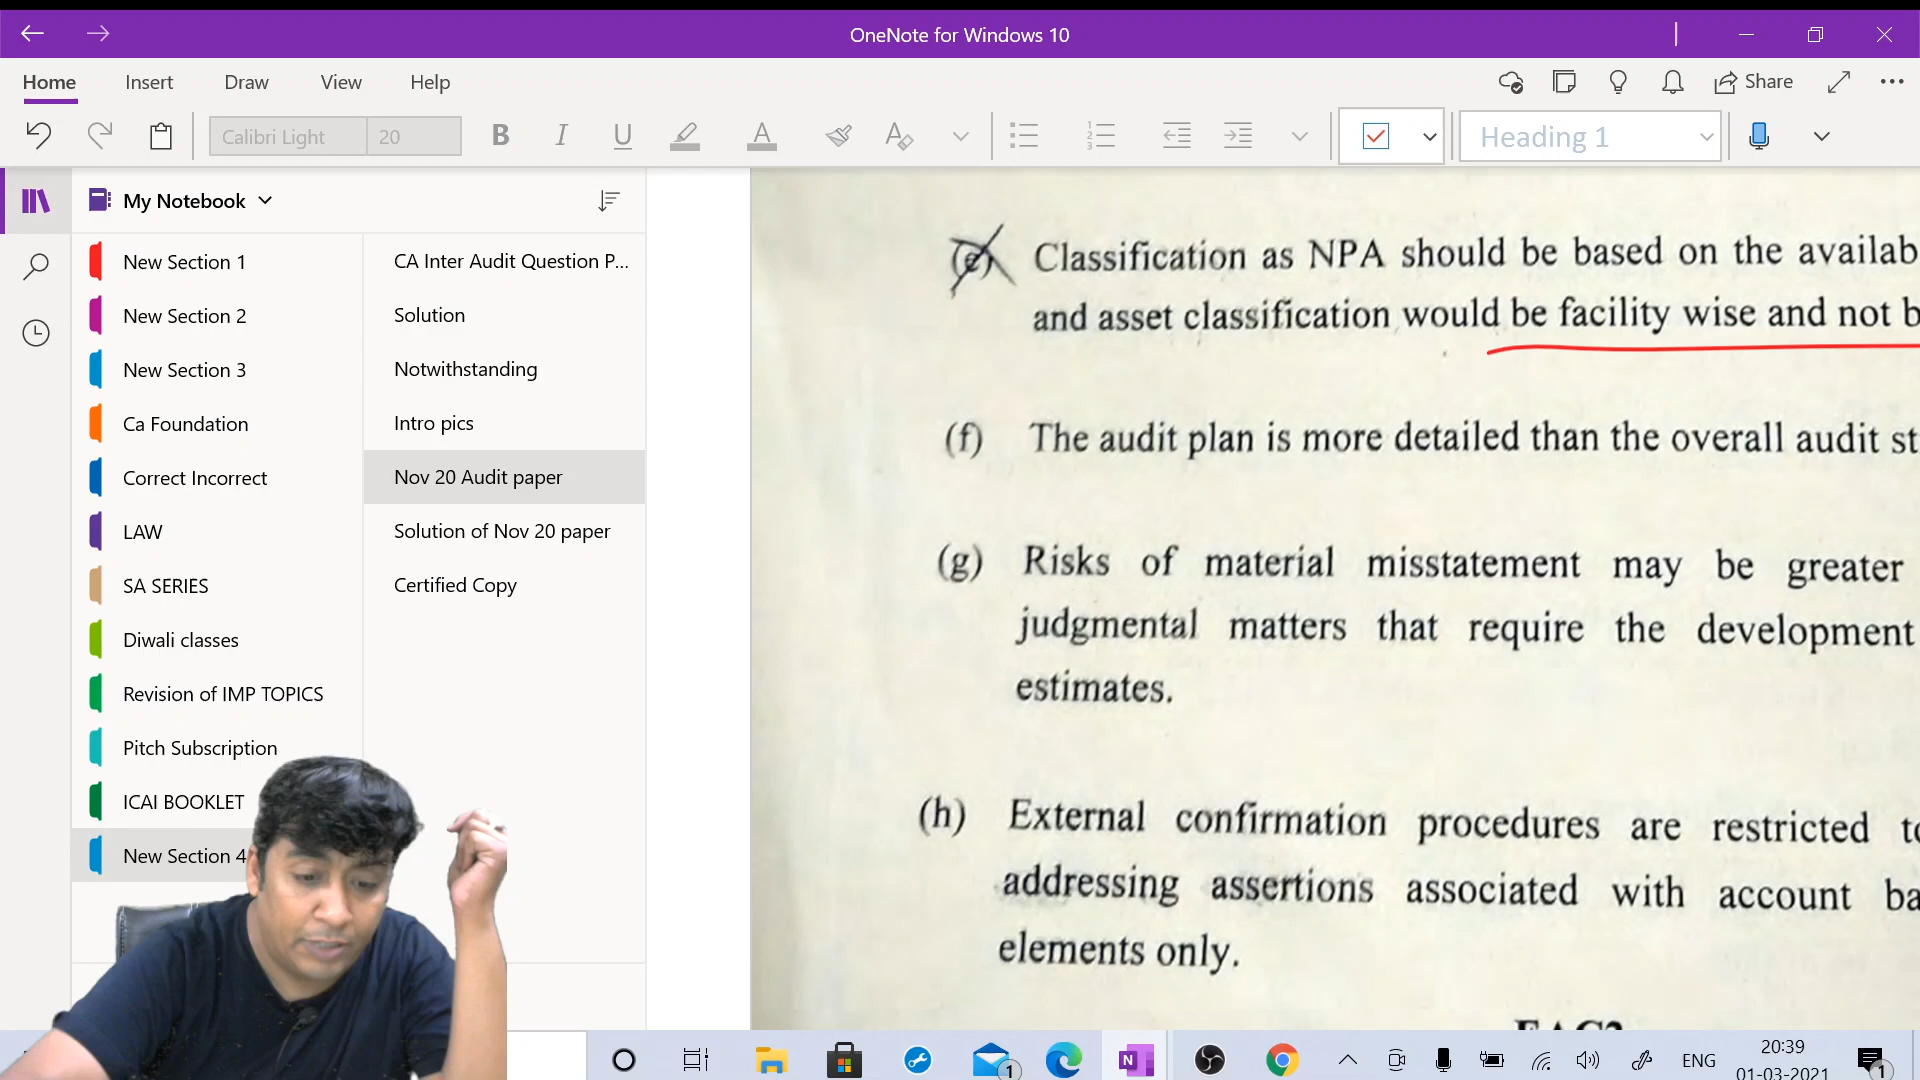 OneNote for Windows 10
Home Insert Draw View Help Share
Calibri Light 20 B I U A A Heading 1
My Notebook
New Section 1
New Section 2
New Section 3
Ca Foundation
Correct Incorrect
LAW
SA SERIES
Diwali classes
Revision of IMP TOPICS
Pitch Subscription
ICAI BOOKLET
New Section 4
CA Inter Audit Question P...
Solution
Notwithstanding
Intro pics
Nov 20 Audit paper
Solution of Nov 20 paper
Certified Copy
(e) Classification as NPA should be based on the availab
and asset classification would be facility wise and not b
(f) The audit plan is more detailed than the overall audit st
(g) Risks of material misstatement may be greater
judgmental matters that require the development
estimates.
(h) External confirmation procedures are restricted to
addressing assertions associated with account ba
elements only.
1 N ENG 20:39 1
01-03-2021